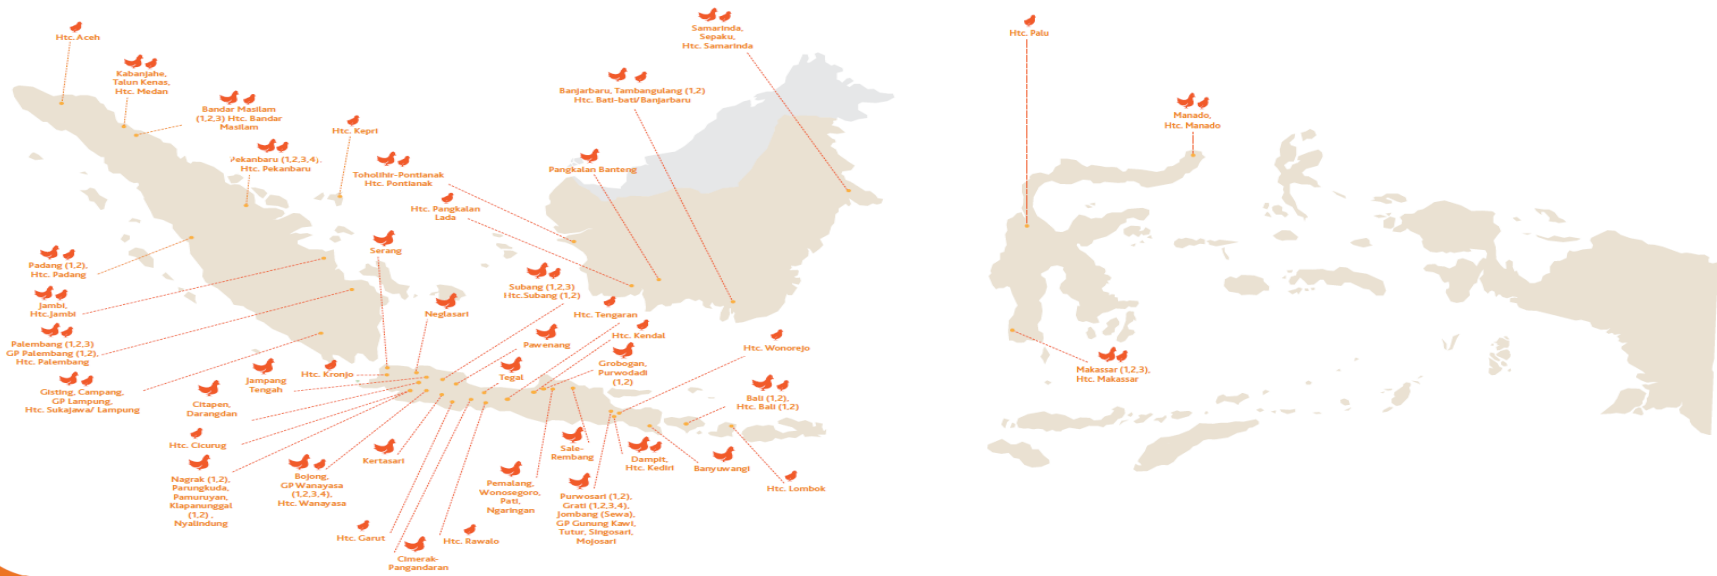 Htc. Aceh
Kabanjahe,
Talun Kenas,
Htc. Medan
Bandar Masilam
(1,2,3) Htc. Bandar
Masilam
Htc. Kepri
Pekanbaru (1,2,3,4),
Htc. Pekanbaru
Toholihir-Pontianak
Htc. Pontianak
Htc. Pangkalan
Lada
Pangkalan Banteng
Banjarbaru, Tambangulang (1,2)
Htc. Bati-bati/Banjarbaru
Samarinda,
Sepaku,
Htc. Samarinda
Htc. Palu
Manado,
Htc. Manado
Padang (1,2),
Htc. Padang
Jambi,
Htc.Jambi
Palembang (1,2,3)
GP Palembang (1,2),
Htc. Palembang
Gisting, Campang,
GP Lampung,
Htc. Sukajawa/ Lampung
Serang
Neglasari
Subang (1,2,3)
Htc.Subang (1,2)
Htc. Tengaran
Pawenang
Htc. Kendal
Htc. Wonorejo
Grobogan,
Purwodadi
(1,2)
Tegal
Htc. Kronjo
Jampang
Tengah
Citapen,
Darangdan
Htc. Cicurug
Nagrak (1,2),
Parungkuda,
Pamuruyan,
Klapanunggal
(1,2) ,
Nyalindung
Bojong,
GP Wanayasa
(1,2,3,4),
Htc. Wanayasa
Kertasari
Htc. Garut
Cimerak-
Pangandaran
Htc. Rawalo
Pemalang,
Wonosegoro,
Pati,
Ngaringan
Sale-
Rembang
Purwosari (1,2),
Grati (1,2,3,4),
Jombang (Sewa),
GP Gunung Kawi,
Tutur, Singosari,
Mojosari
Dampit,
Htc. Kediri
Banyuwangi
Bali (1,2),
Htc. Bali (1,2)
Htc. Lombok
Makassar (1,2,3),
Htc. Makassar